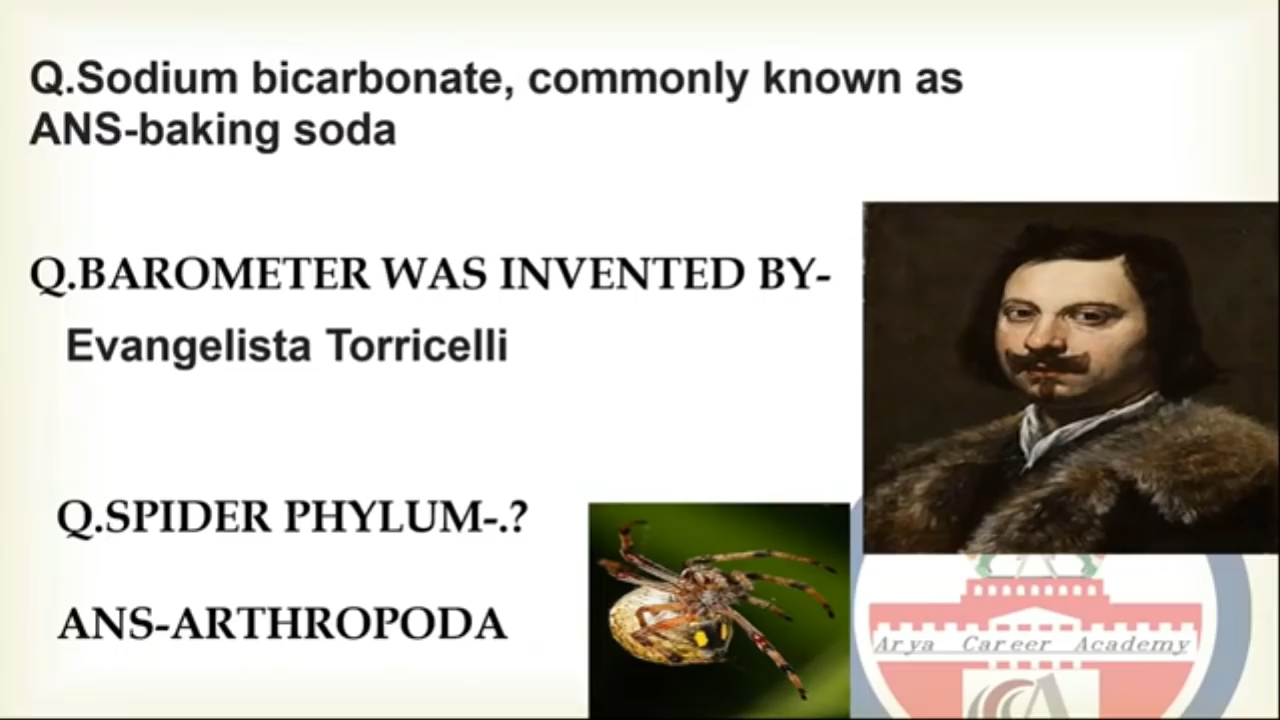 Q.Sodium bicarbonate, commonly known as
ANS-baking soda
Q.BAROMETER WAS INVENTED BY-
Evangelista Torricelli
Q.SPIDER PHYLUM-.?
ANS-ARTHROPODA
Arya Career Academy